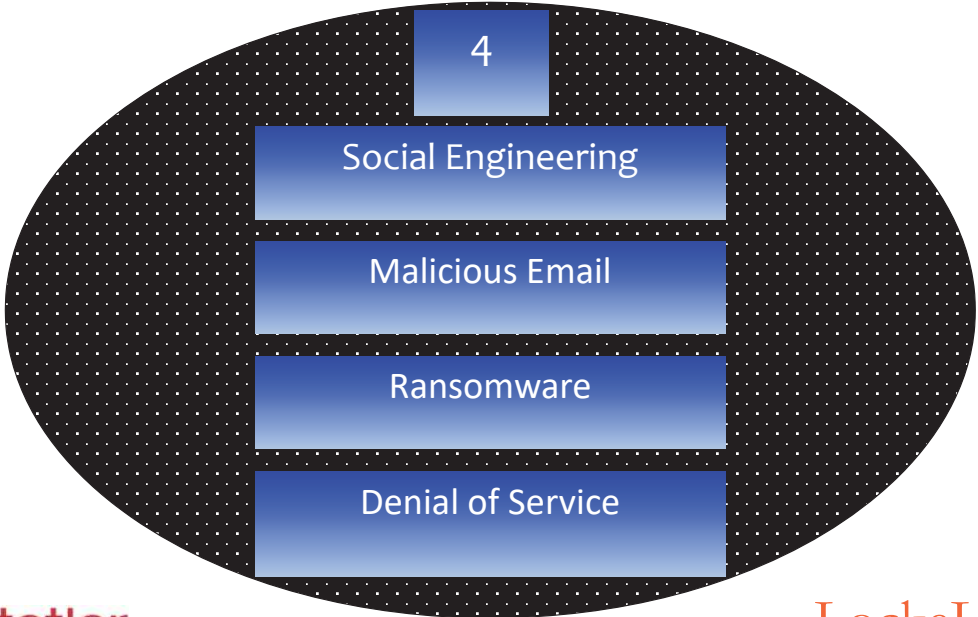 4
Social Engineering
Malicious Email
Ransomware
Denial of Service